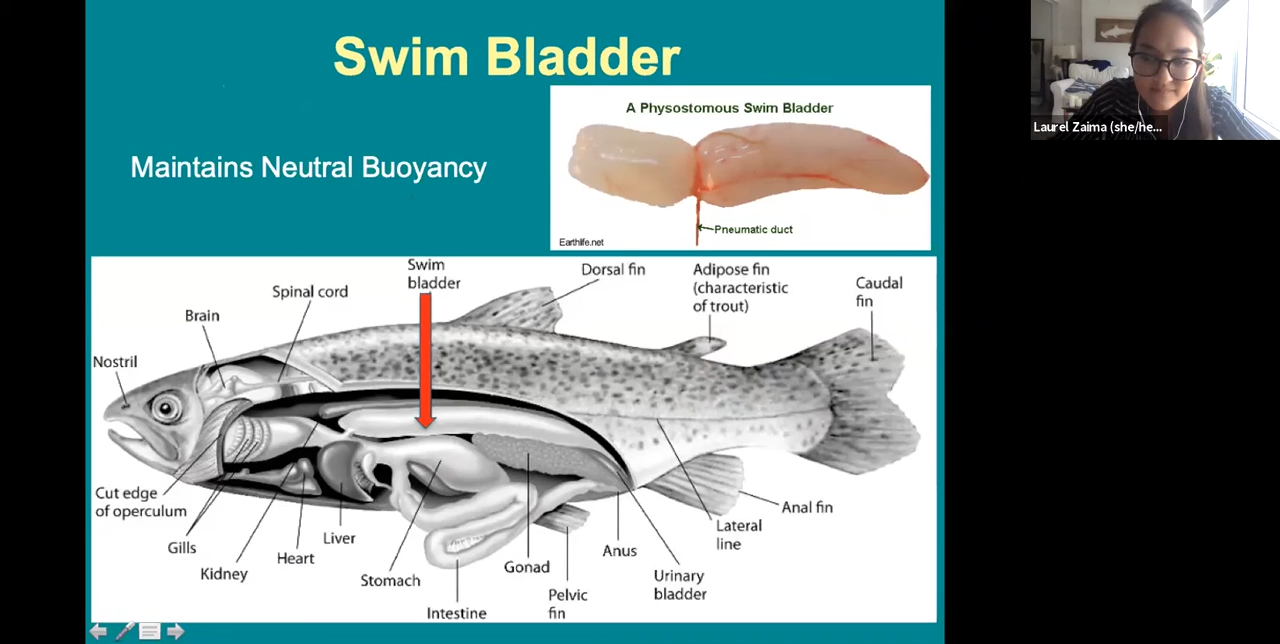 Swim Bladder
Maintains Neutral Buoyancy
A Physostomous Swim Bladder
Pneumatic duct
Earthlife.net
Laurel Zaima (she/he...
Swim
bladder
Dorsal fin
Adipose fin
(characteristic
of trout)
Caudal
fin
Spinal cord
Brain
Nostril
Cut edge
of operculum
Gills
Kidney
Heart
Liver
Stomach
Intestine
Gonad
Pelvic
fin
Anus
Urinary
bladder
Lateral
line
Anal fin